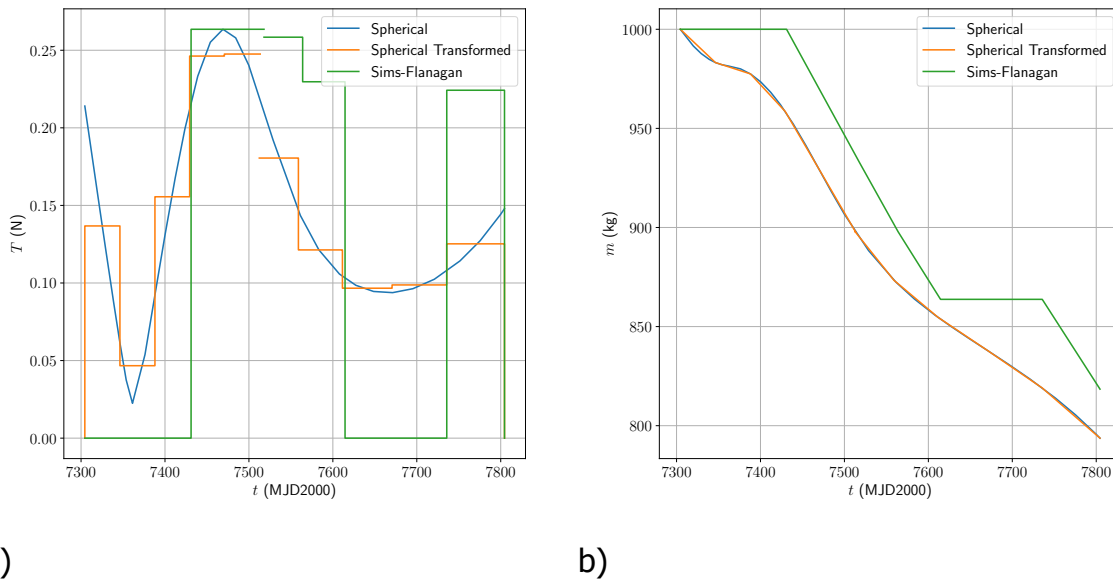 0.25
0.20
0.15
0.10
0.05
0.00
T (N)
7300 7400 7500 7600 7700 7800
t (MJD2000)
Spherical
Spherical Transformed
Sims-Flanagan
1000
950
900
850
800
m (kg)
7300 7400 7500 7600 7700 7800
t (MJD2000)
Spherical
Spherical Transformed
Sims-Flanagan
)
b)